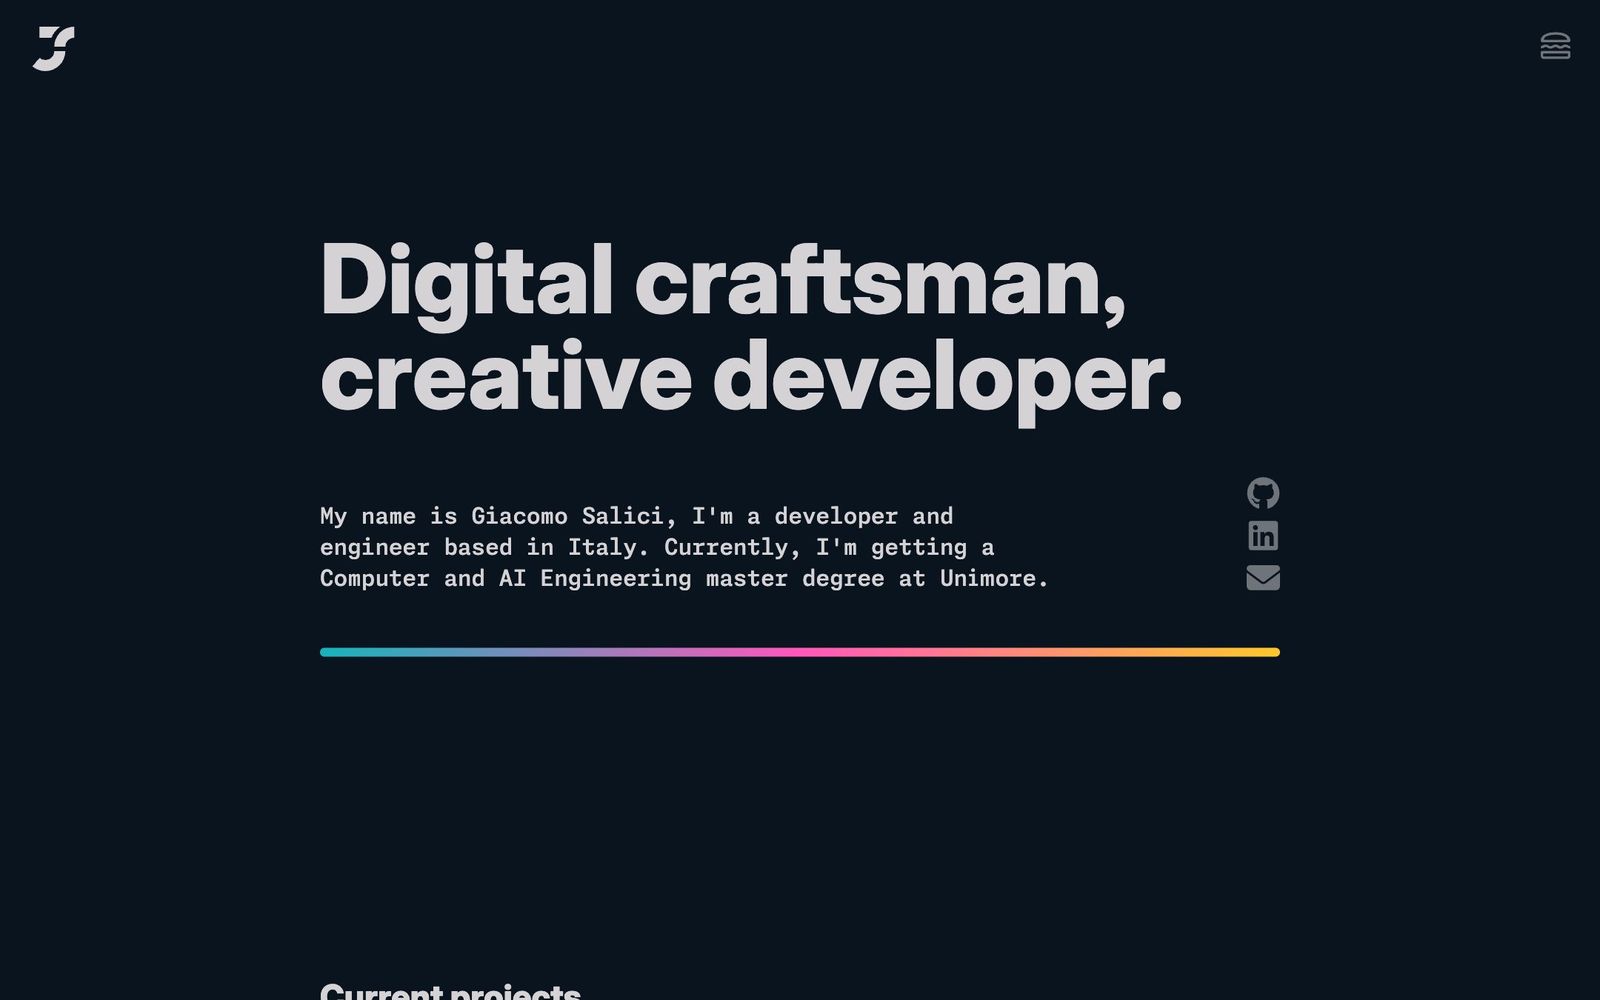 Digital craftsman,
creative developer.
My name is Giacomo Salici, I'm a developer and
engineer based in Italy. Currently, I'm getting a
Computer and AI Engineering master degree at Unimore.
in
Current projects